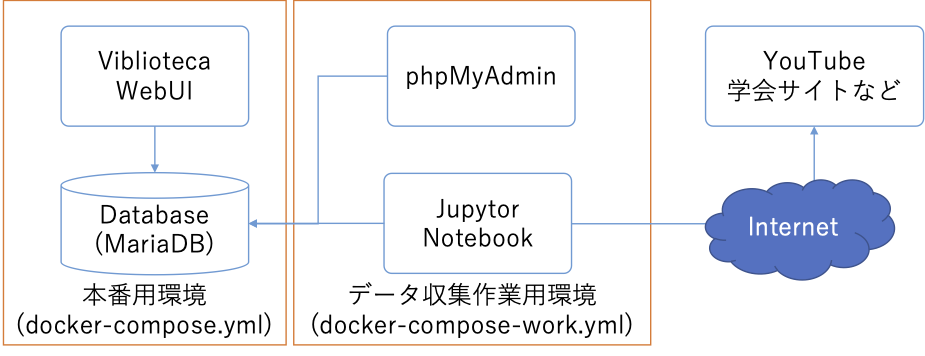 Viblioteca
WebUI
Database
(MariaDB)
本番用環境
(docker-compose.yml)
phpMyAdmin
Jupytor
Notebook
データ収集作業用環境
(docker-compose-work.yml)
YouTube
学会サイトなど
Internet